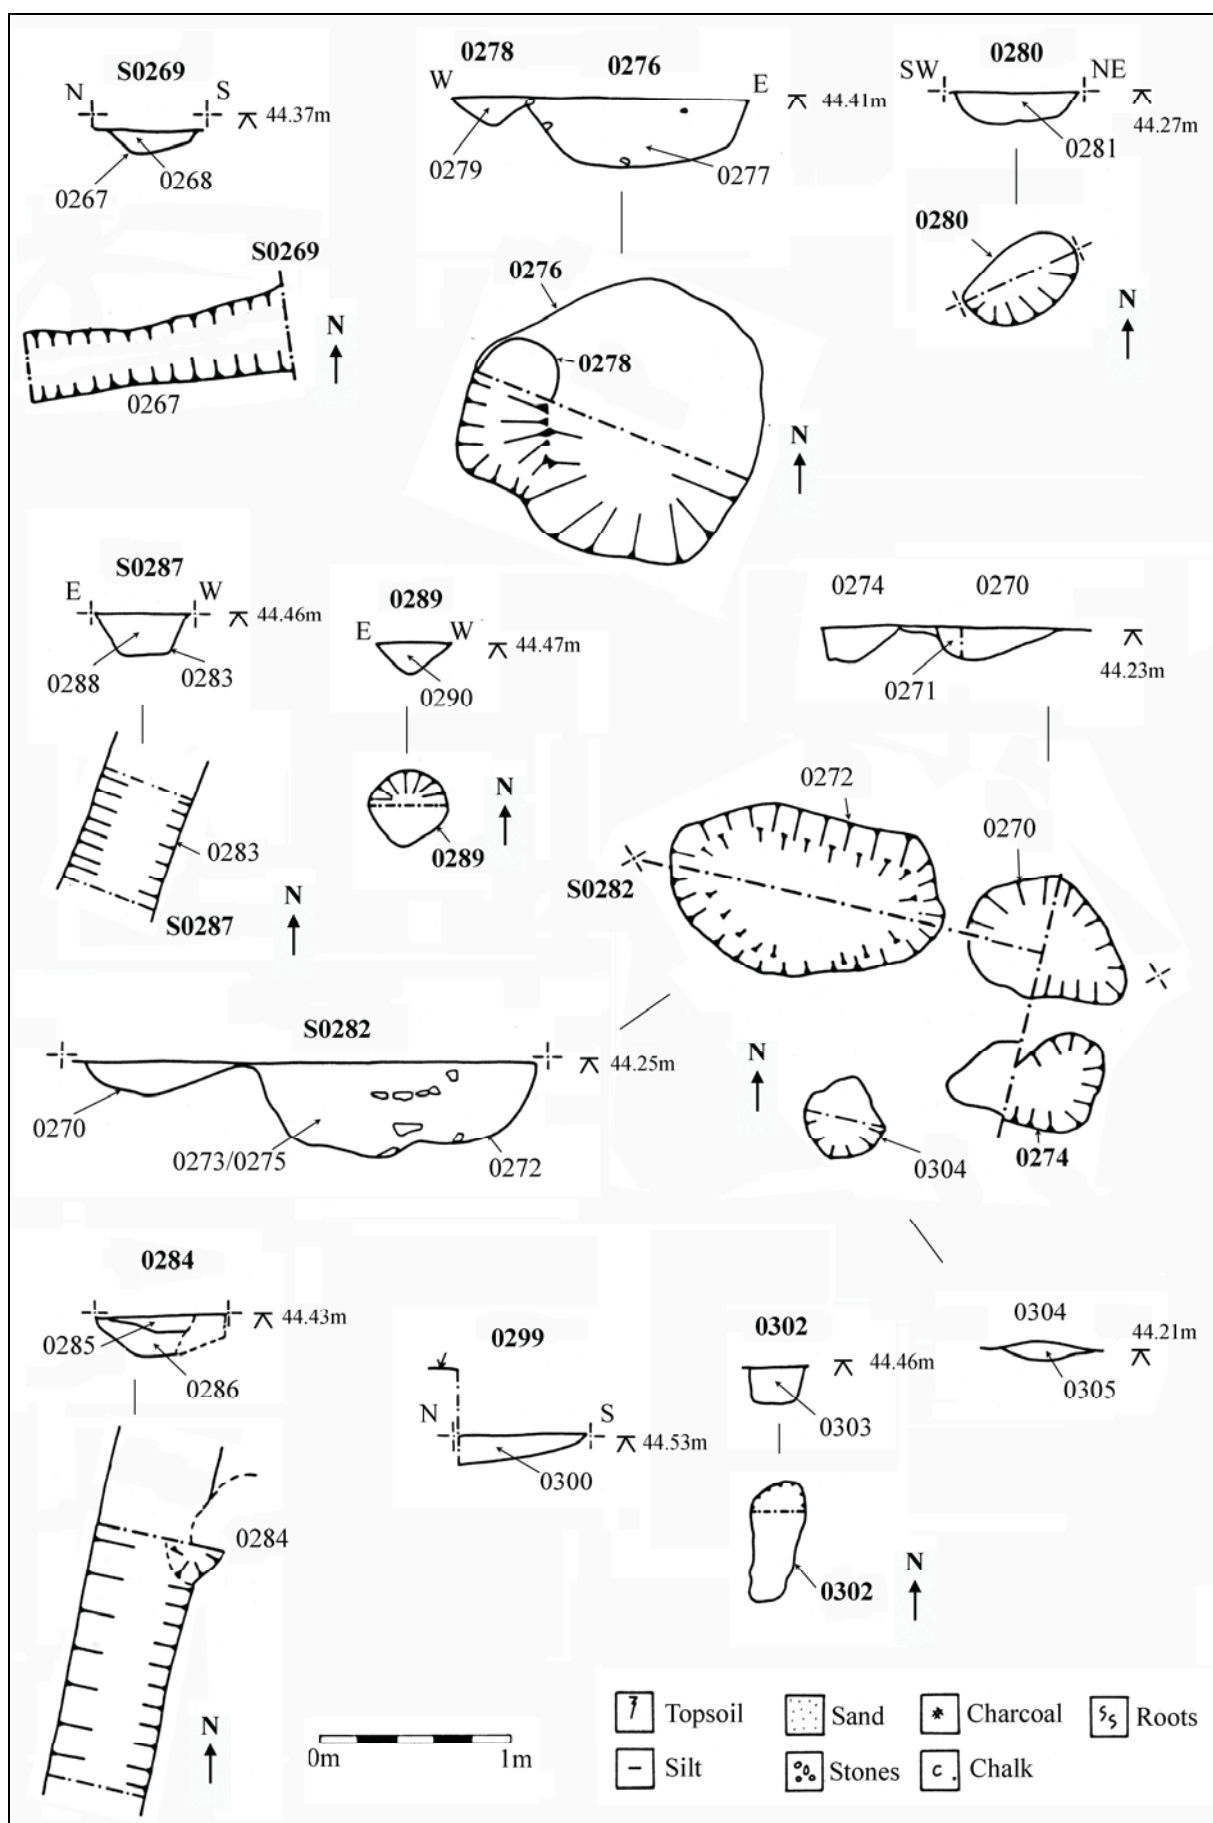 S0269
N S
44.37m
0268
0267
0278 0276
W E
44.41m
0279 0277
0280
SW NE
44.27m
0281
0280
N
S0269
N
0267
0276
0278
N
S0287
E W
44.46m
0288 0283
0283
S0287
N
0289
E W
44.47m
0290
N
0289
0274 0270
44.23m
0271
0272
0270
S0282
N
0304
0274
S0282
44.25m
0270
0273/0275
0272
0284
44.43m
0285
0286
0284
N
0299
N S
44.53m
0300
0302
44.46m
0303
0302
N
0304
44.21m
0305
0m 1m
Topsoil Sand Charcoal Roots
Silt Stones Chalk